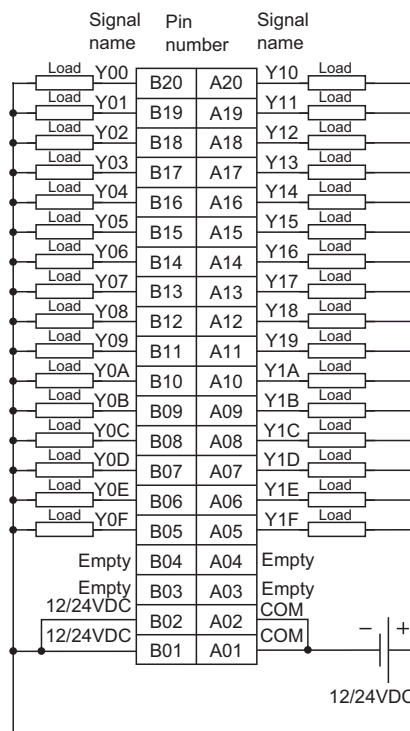 Signal name Pin number Signal name
Load Y00 B20 A20 Y10 Load
Load Y01 B19 A19 Y11 Load
Load Y02 B18 A18 Y12 Load
Load Y03 B17 A17 Y13 Load
Load Y04 B16 A16 Y14 Load
Load Y05 B15 A15 Y15 Load
Load Y06 B14 A14 Y16 Load
Load Y07 B13 A13 Y17 Load
Load Y08 B12 A12 Y18 Load
Load Y09 B11 A11 Y19 Load
Load Y0A B10 A10 Y1A Load
Load Y0B B09 A09 Y1B Load
Load Y0C B08 A08 Y1C Load
Load Y0D B07 A07 Y1D Load
Load Y0E B06 A06 Y1E Load
Load Y0F B05 A05 Y1F Load
Empty B04 A04 Empty
Empty B03 A03 Empty
12/24VDC B02 A02 COM
12/24VDC B01 A01 COM
− +
12/24VDC